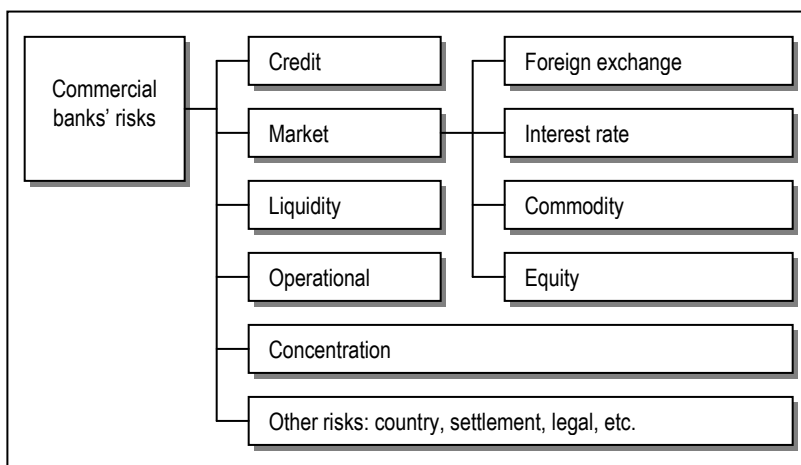 Commercial
banks’ risks
Credit
Market
Liquidity
Operational
Concentration
Other risks: country, settlement, legal, etc.
Foreign exchange
Interest rate
Commodity
Equity